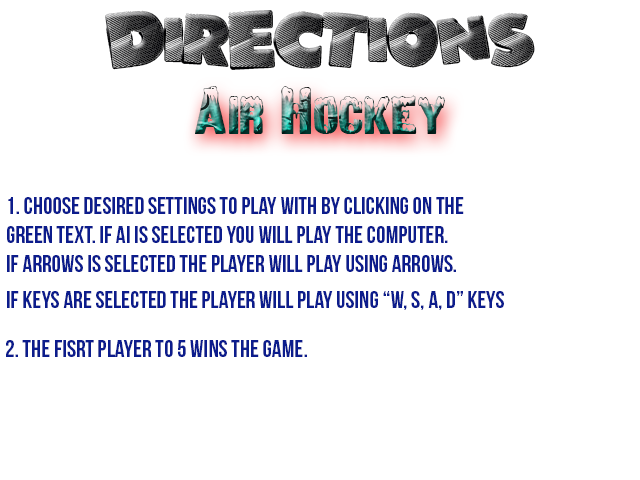 DIRECTIONS
AIR HOCKEY
1. CHOOSE DESIRED SETTINGS TO PLAY WITH BY CLICKING ON THE
GREEN TEXT. IF AI IS SELECTED YOU WILL PLAY THE COMPUTER.
IF ARROWS IS SELECTED THE PLAYER WILL PLAY USING ARROWS.
IF KEYS ARE SELECTED THE PLAYER WILL PLAY USING “W, S, A, D” KEYS
2. THE FISRT PLAYER TO 5 WINS THE GAME.